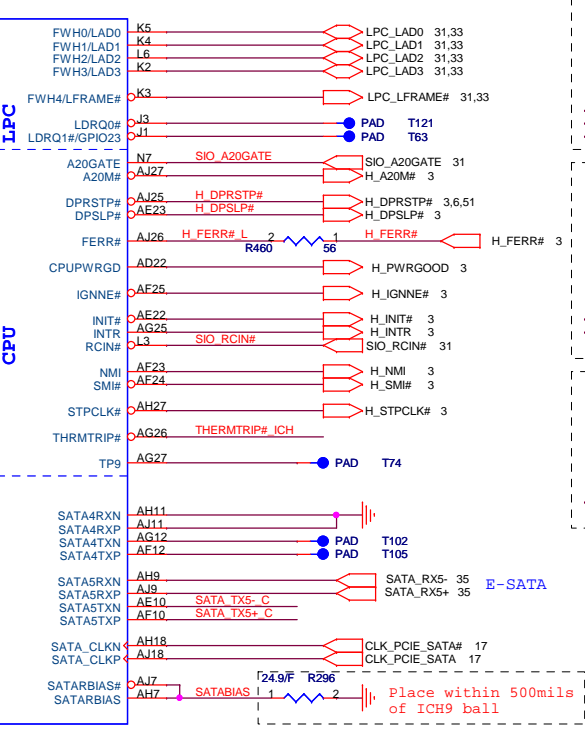 FWH0/LAD0 K5 LPC_LAD0 31,33
FWH1/LAD1 K4 LPC_LAD1 31,33
FWH2/LAD2 L6 LPC_LAD2 31,33
FWH3/LAD3 K2 LPC_LAD3 31,33
FWH4/LFRAME# K3 LPC_LFRAME# 31,33
LPC
LDRQ0# J3 PAD T121
LDRQ1#/GPIO23 J1 PAD T63
A20GATE N7 SIO_A20GATE SIO_A20GATE 31
A20M# AJ27 H_A20M# 3
DPRSTP# AJ25 H_DPRSTP# H_DPRSTP# 3,6,51
DPSLP# AE23 H_DPSLP# H_DPSLP# 3
FERR# AJ26 H_FERR#_L 2 1 H_FERR# H_FERR# 3
R460 56
CPUPWRGD AD22 H_PWRGOOD 3
IGNNE# AF25 H_IGNNE# 3
INIT# AE22 H_INIT# 3
INTR AG25 H_INTR 3
RCIN# L3 SIO_RCIN# SIO_RCIN# 31
CPU
NMI AF23 H_NMI 3
SMI# AF24 H_SMI# 3
STPCLK# AH27 H_STPCLK# 3
THRMTRIP# AG26 THERMTRIP#_ICH
TP9 AG27 PAD T74
SATA4RXN AH11
SATA4RXP AJ11
SATA4TXN AG12 PAD T102
SATA4TXP AF12 PAD T105
SATA5RXN AH9 SATA_RX5- 35
SATA5RXP AJ9 SATA_RX5+ 35 E-SATA
SATA5TXN AE10 SATA_TX5-_C
SATA5TXP AF10 SATA_TX5+_C
SATA_CLKN AH18 CLK_PCIE_SATA# 17
SATA_CLKP AJ18 CLK_PCIE_SATA 17
SATARBIAS# AJ7 24.9/F R296
SATARBIAS AH7 SATABIAS 1 2 Place within 500mils
of ICH9 ball